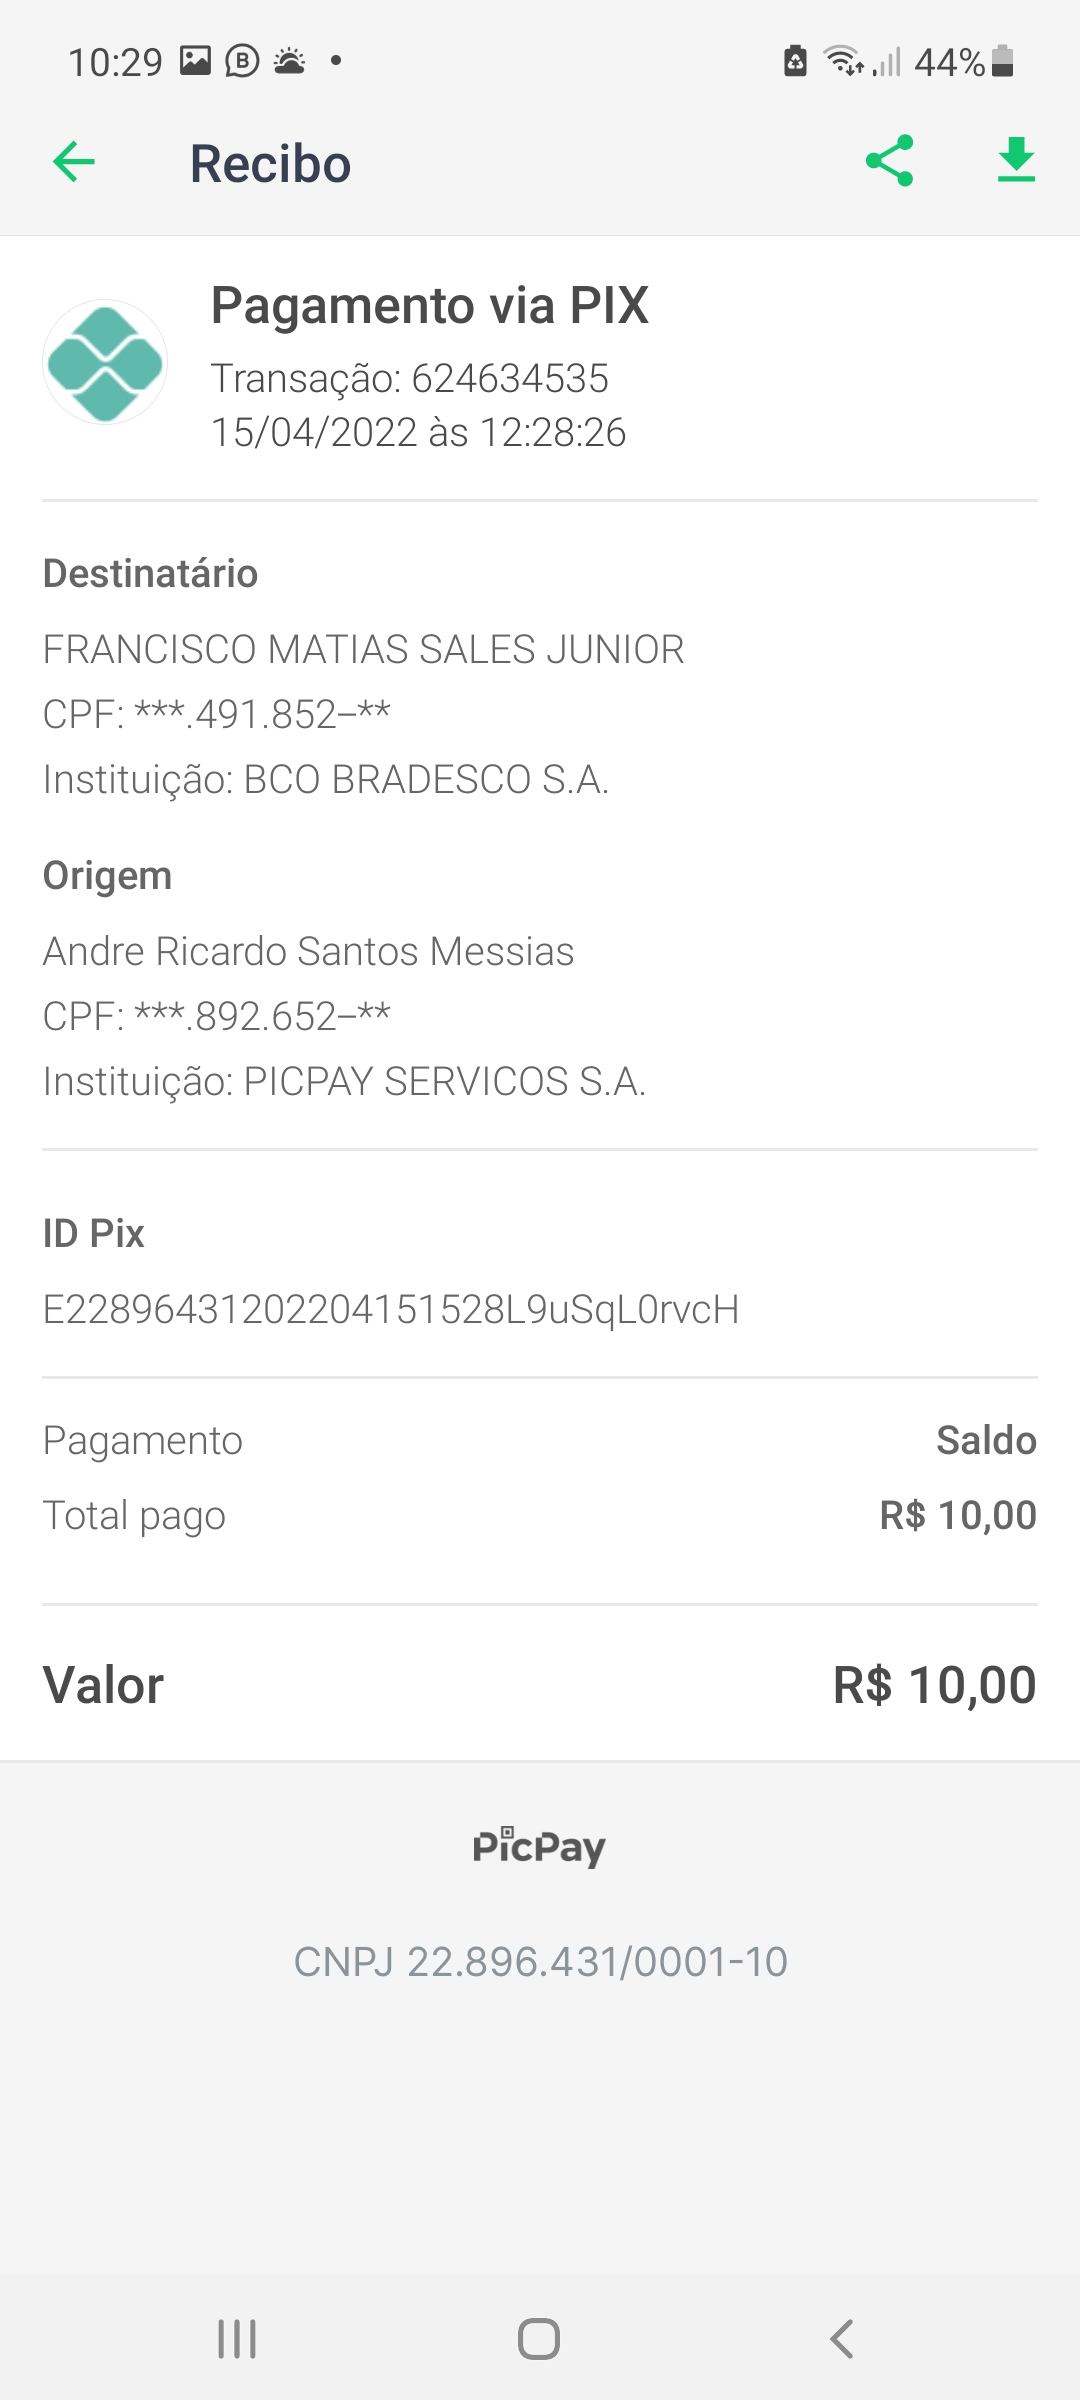 10:29 44%
Recibo
Pagamento via PIX
Transação: 624634535
15/04/2022 às 12:28:26
Destinatário
FRANCISCO MATIAS SALES JUNIOR
CPF: ***.491.852–**
Instituição: BCO BRADESCO S.A.
Origem
Andre Ricardo Santos Messias
CPF: ***.892.652–**
Instituição: PICPAY SERVICOS S.A.
ID Pix
E22896431202204151528L9uSqL0rvcH
Pagamento Saldo
Total pago R$ 10,00
Valor R$ 10,00
PicPay
CNPJ 22.896.431/0001-10